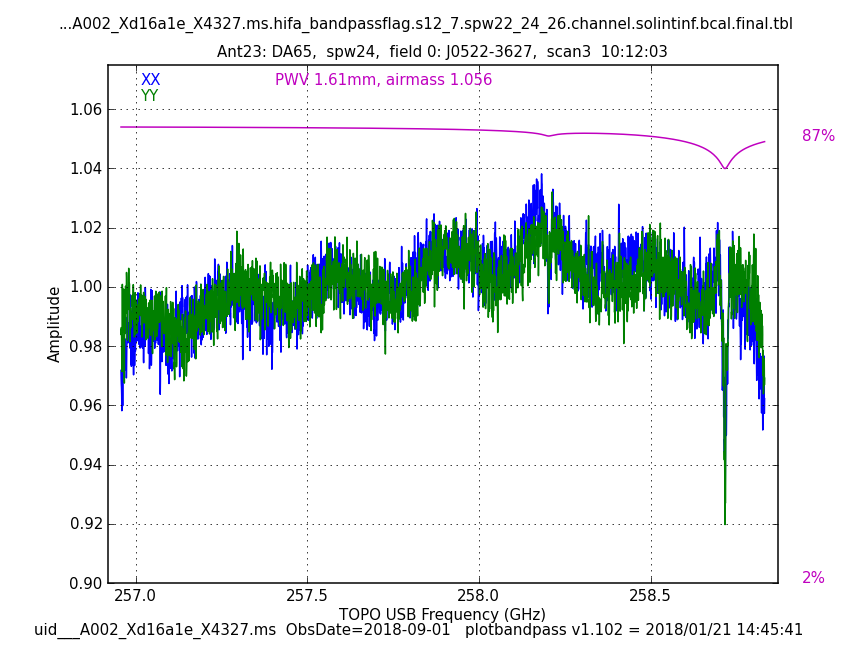 ...A002_Xd16a1e_X4327.ms.hifa_bandpassflag.s12_7.spw22_24_26.channel.solintinf.bcal.final.tbl
Ant23: DA65,  spw24,  field 0: J0522-3627,  scan3  10:12:03
XX
PWV 1.61mm, airmass 1.056
YY
1.06
87%
1.04
1.02
1.00
Amplitude
0.98
0.96
0.94
0.92
2%
0.90
257.0 257.5 258.0 258.5
TOPO USB Frequency (GHz)
uid___A002_Xd16a1e_X4327.ms  ObsDate=2018-09-01   plotbandpass v1.102 = 2018/01/21 14:45:41